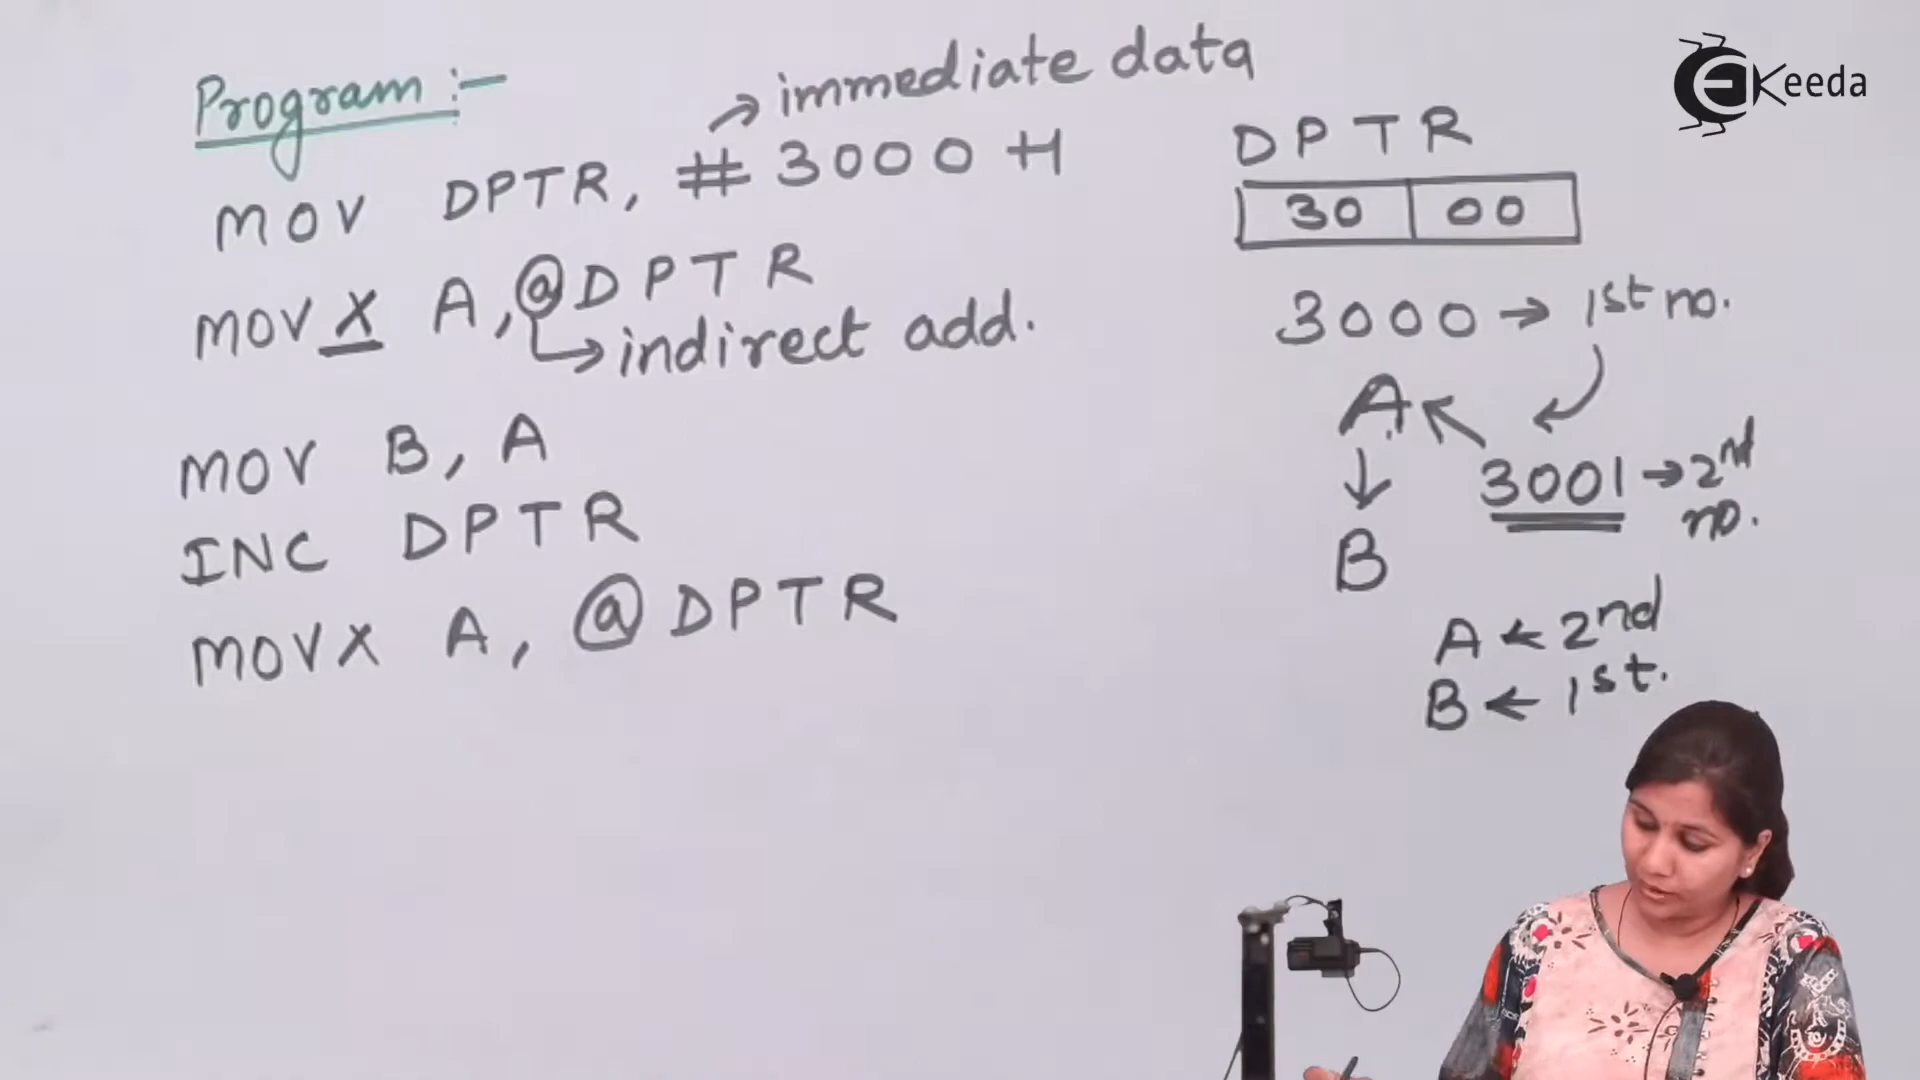 Program :-
→ immediate data
MOV DPTR, # 3000 H
MOVX A, @DPTR
→ indirect add.
MOV B, A
INC DPTR
MOVX A, @DPTR
EKeeda
DPTR
30 00
3000 → 1st no.
A
3001 → 2nd no.
B
A ← 2nd
B ← 1st.